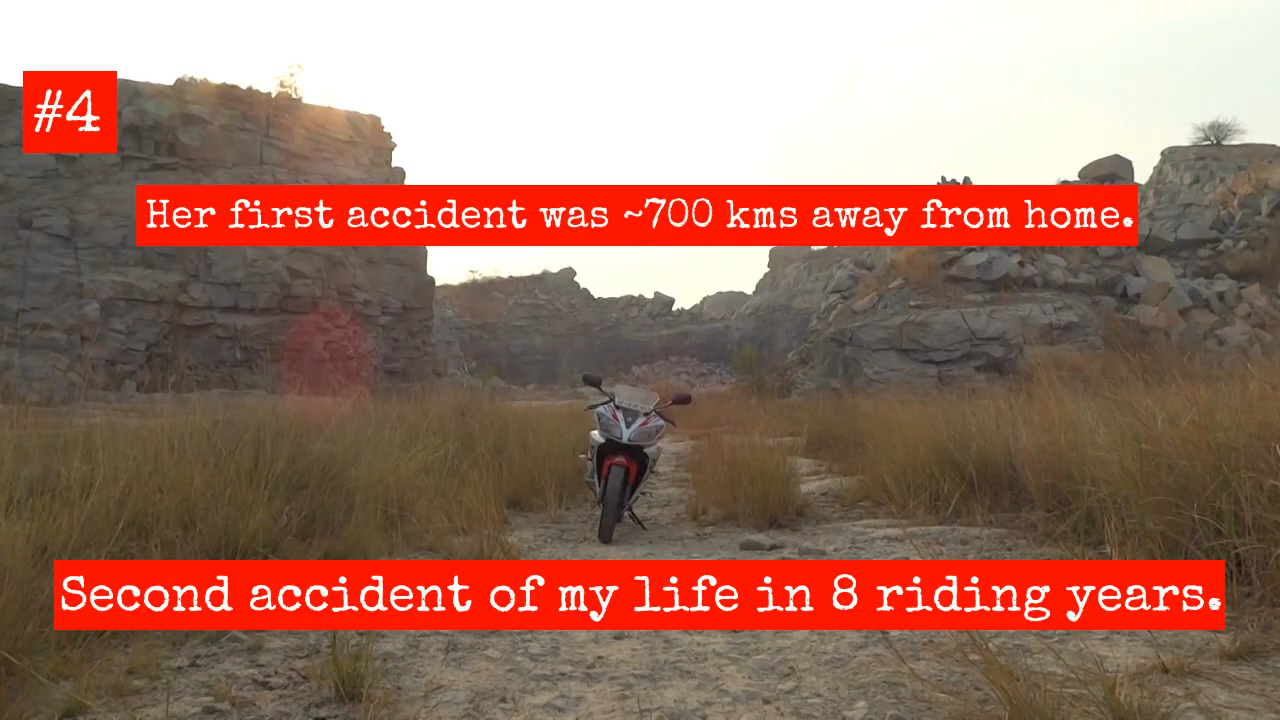 #4
Her first accident was ~700 kms away from home.
Second accident of my life in 8 riding years.